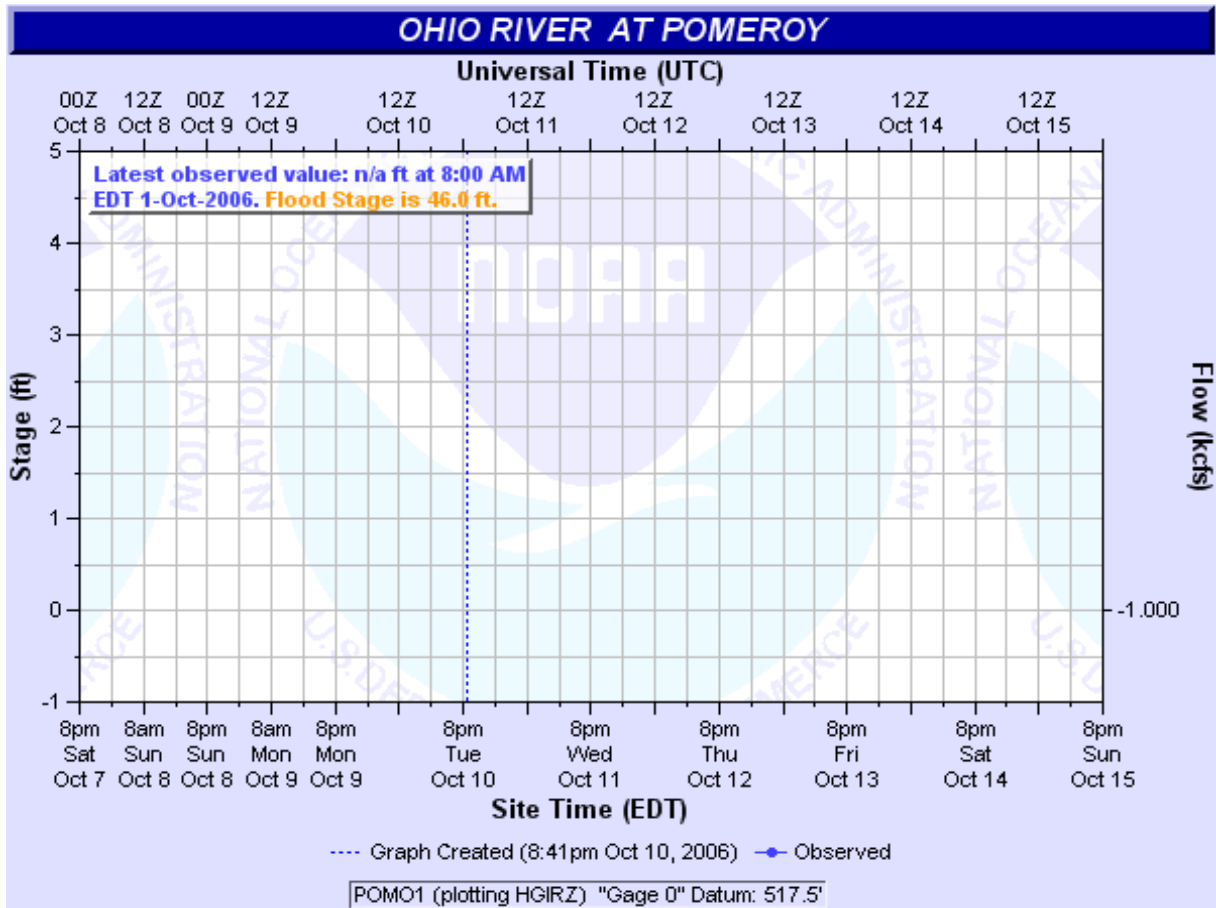 OHIO RIVER AT POMEROY
Universal Time (UTC)
00Z 12Z 00Z 12Z 12Z 12Z 12Z 12Z 12Z 12Z
Oct 8 Oct 8 Oct 9 Oct 9 Oct 10 Oct 11 Oct 12 Oct 13 Oct 14 Oct 15
Latest observed value: n/a ft at 8:00 AM
EDT 1-Oct-2006. Flood Stage is 46.0 ft.
NOAA
NATIONAL OCEANIC
ADMINISTRATION
U.S. DEP
MERCE
Stage (ft)
5
4
3
2
1
0
-1
Flow (kcfs)
-1.000
8pm 8am 8pm 8am 8pm 8pm 8pm 8pm 8pm 8pm 8pm
Sat Sun Sun Mon Mon Tue Wed Thu Fri Sat Sun
Oct 7 Oct 8 Oct 8 Oct 9 Oct 9 Oct 10 Oct 11 Oct 12 Oct 13 Oct 14 Oct 15
Site Time (EDT)
Graph Created (8:41pm Oct 10, 2006) Observed
POMO1 (plotting HGIRZ) "Gage 0" Datum: 517.5'